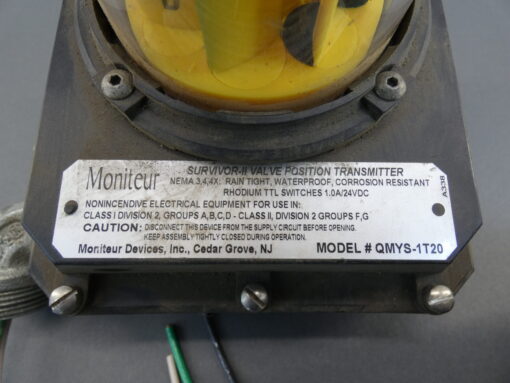 Moniteur
SURVIVOR-II VALVE POSITION TRANSMITTER
NEMA 3,4,4X: RAIN TIGHT, WATERPROOF, CORROSION RESISTANT
RHODIUM TTL SWITCHES 1.0A/24VDC
A338
NONINCENDIVE ELECTRICAL EQUIPMENT FOR USE IN:
CLASS I DIVISION 2, GROUPS A,B,C,D - CLASS II, DIVISION 2 GROUPS F,G
CAUTION: DISCONNECT THIS DEVICE FROM THE SUPPLY CIRCUIT BEFORE OPENING.
KEEP ASSEMBLY TIGHTLY CLOSED DURING OPERATION.
Moniteur Devices, Inc., Cedar Grove, NJ MODEL # QMYS-1T20